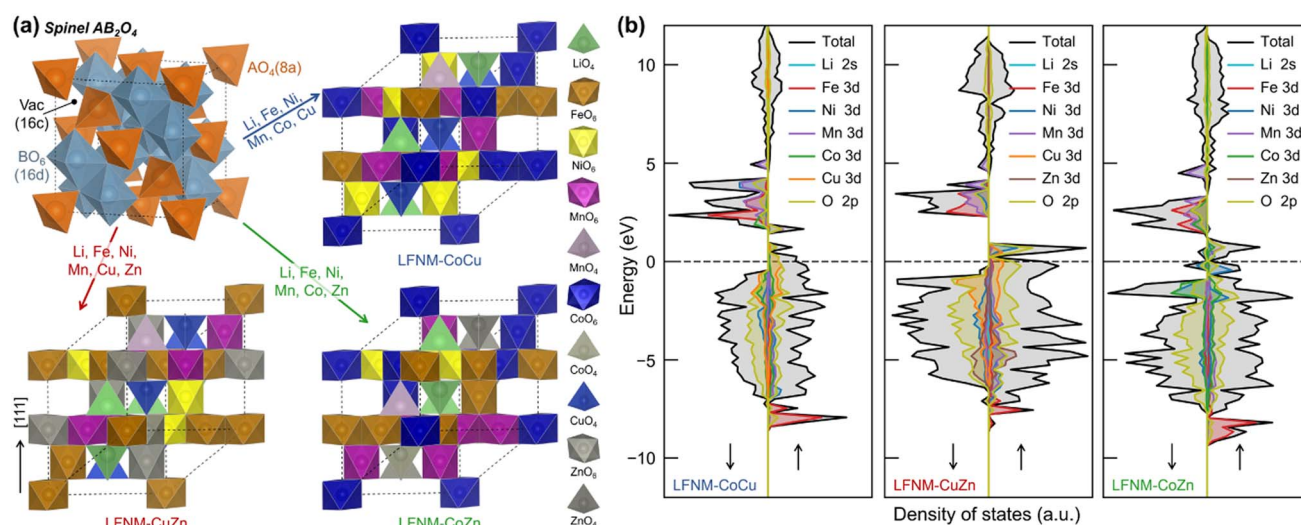 (a) Spinel AB₂O₄
AO₄(8a)
Vac
(16c)
BO₆
(16d)
Li, Fe, Ni,
Mn, Co, Cu
Li, Fe, Ni,
Mn, Cu, Zn
Li, Fe, Ni,
Mn, Co, Zn
LFNM-CoCu
[111]
LFNM-CuZn
LFNM-CoZn
LiO₄
FeO₆
NiO₆
MnO₆
MnO₄
CoO₆
CoO₄
CuO₄
ZnO₆
ZnO₄
(b)
Energy (eV)
10
5
0
−5
−10
Total
Li 2s
Fe 3d
Ni 3d
Mn 3d
Co 3d
Cu 3d
O 2p
LFNM-CoCu
Total
Li 2s
Fe 3d
Ni 3d
Mn 3d
Cu 3d
Zn 3d
O 2p
LFNM-CuZn
Total
Li 2s
Fe 3d
Ni 3d
Mn 3d
Co 3d
Zn 3d
O 2p
LFNM-CoZn
Density of states (a.u.)